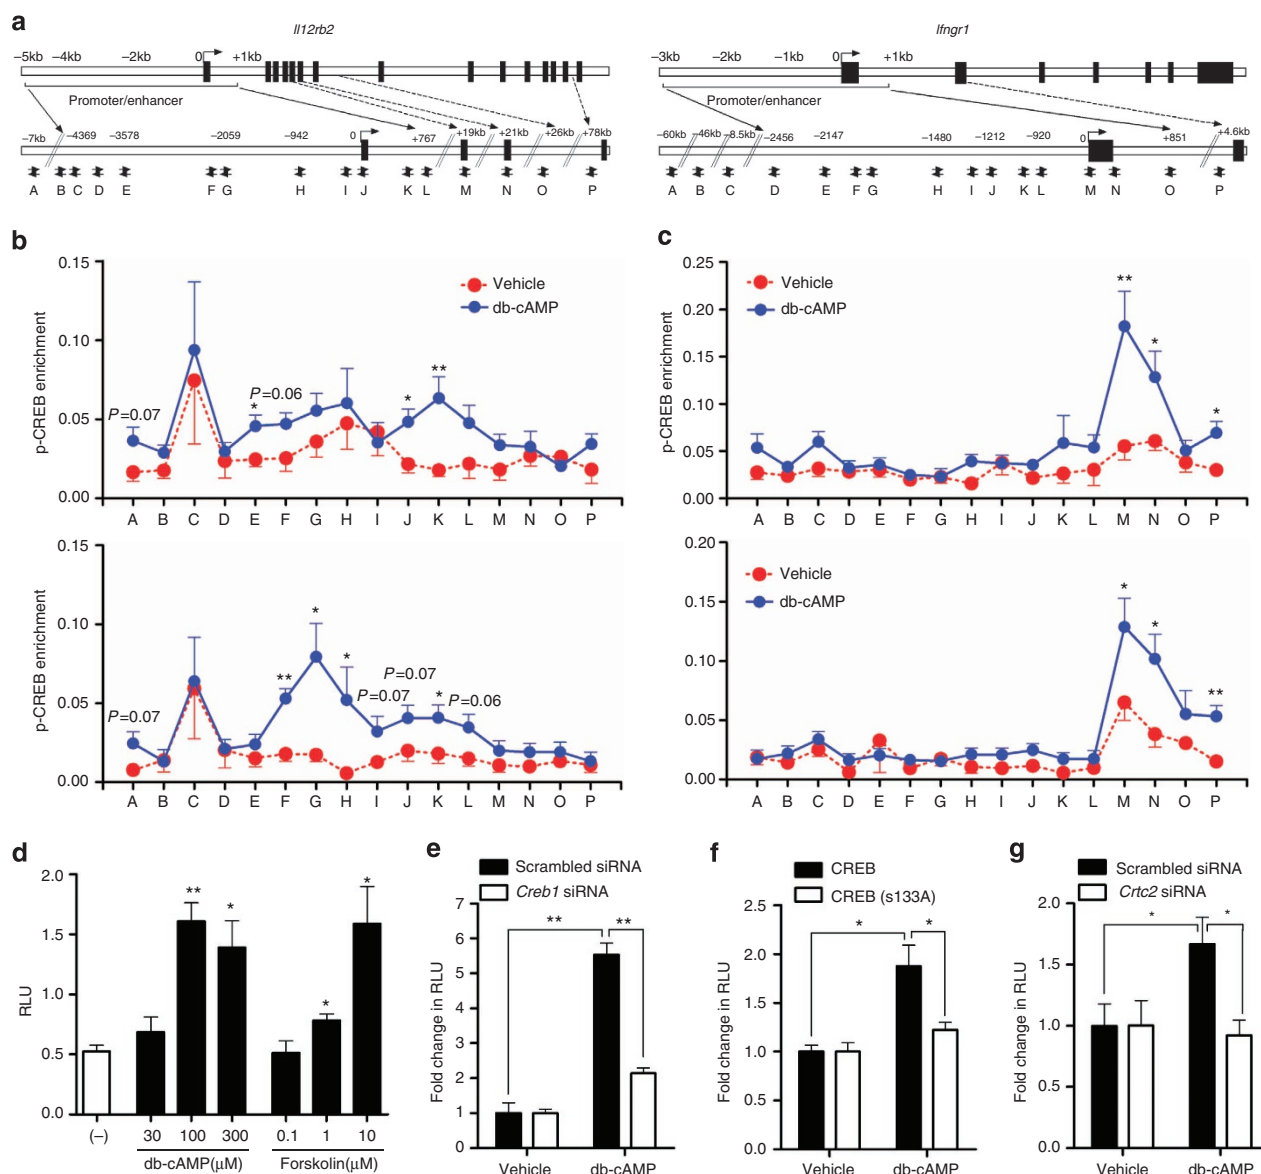 a
Il12rb2
−5kb −4kb −2kb 0 +1kb
Promoter/enhancer
−7kb −4369 −3578 −2059 −942 0 +767 +19kb +21kb +26kb +78kb
A B C D E F G H I J K L M N O P
Ifngr1
−3kb −2kb −1kb 0 +1kb
Promoter/enhancer
−60kb −46kb −8.5kb −2456 −2147 −1480 −1212 −920 0 +851 +4.6kb
A B C D E F G H I J K L M N O P
b
p-CREB enrichment
0.15
0.10
0.05
0.00
Vehicle
db-cAMP
P=0.07
*
P=0.06
*
**
A B C D E F G H I J K L M N O P
p-CREB enrichment
0.15
0.10
0.05
0.00
P=0.07
**
*
*
P=0.07
P=0.07
*
P=0.06
A B C D E F G H I J K L M N O P
c
p-CREB enrichment
0.25
0.20
0.15
0.10
0.05
0.00
Vehicle
db-cAMP
**
*
*
A B C D E F G H I J K L M N O P
p-CREB enrichment
0.20
0.15
0.10
0.05
0.00
Vehicle
db-cAMP
*
*
**
A B C D E F G H I J K L M N O P
d
RLU
2.0
1.5
1.0
0.5
0.0
** * * *
(−) 30 100 300 0.1 1 10
db-cAMP(μM) Forskolin(μM)
e
Scrambled siRNA
Creb1 siRNA
Fold change in RLU
7
6
5
4
3
2
1
0
** **
Vehicle db-cAMP
f
CREB
CREB (s133A)
Fold change in RLU
2.5
2.0
1.5
1.0
0.5
0.0
* *
Vehicle db-cAMP
g
Scrambled siRNA
Crtc2 siRNA
Fold change in RLU
2.0
1.5
1.0
0.5
0.0
* *
Vehicle db-cAMP